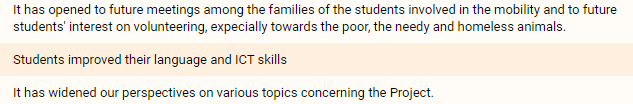 It has opened to future meetings among the families of the students involved in the mobility and to future
students' interest on volunteering, expecially towards the poor, the needy and homeless animals.
Students improved their language and ICT skills
It has widened our perspectives on various topics concerning the Project.